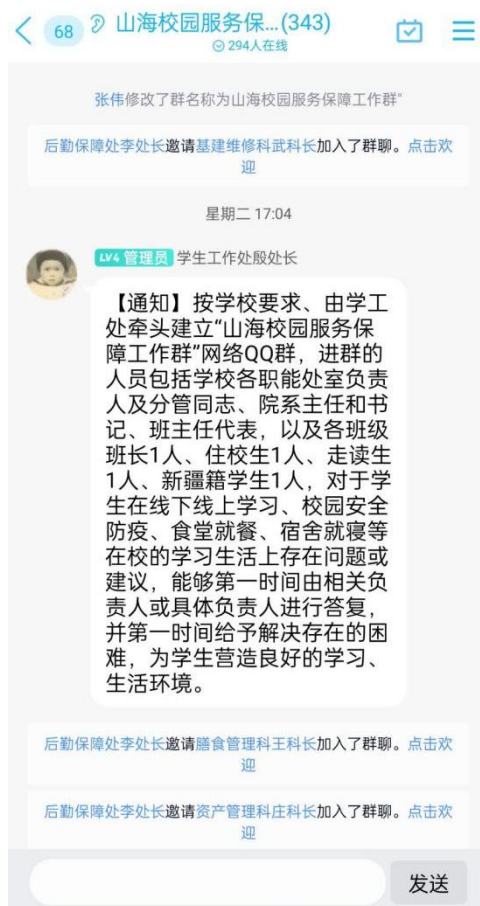 68 山海校园服务保...(343)
294人在线
张伟修改了群名称为山海校园服务保障工作群"
后勤保障处李处长邀请基建维修科武科长加入了群聊。点击欢
迎
星期二 17:04
LV4 管理员 学生工作处殷处长
【通知】按学校要求、由学工
处牵头建立“山海校园服务保
障工作群”网络QQ群，进群的
人员包括学校各职能处室负责
人及分管同志、院系主任和书
记、班主任代表，以及各班级
班长1人、住校生1人、走读生
1人、新疆籍学生1人，对于学
生在线下线上学习、校园安全
防疫、食堂就餐、宿舍就寝等
在校的学习生活上存在问题或
建议，能够第一时间由相关负
责人或具体负责人进行答复，
并第一时间给予解决存在的困
难，为学生营造良好的学习、
生活环境。
后勤保障处李处长邀请膳食管理科王科长加入了群聊。点击欢
迎
后勤保障处李处长邀请资产管理科庄科长加入了群聊。点击欢
迎
发送